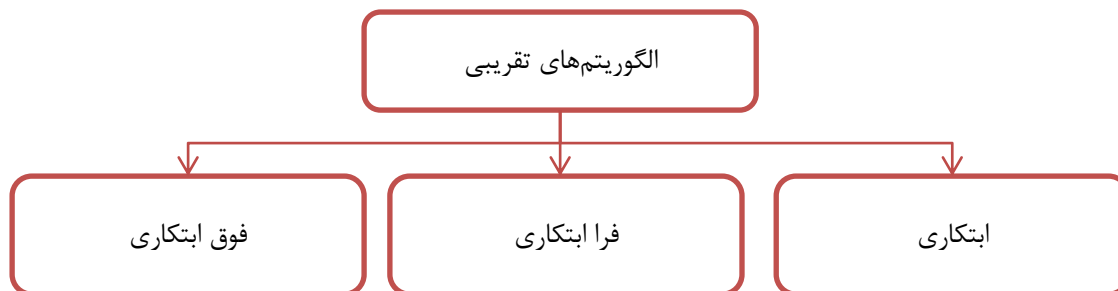 الگوریتم‌های تقریبی
ابتکاری
فرا ابتکاری
فوق ابتکاری